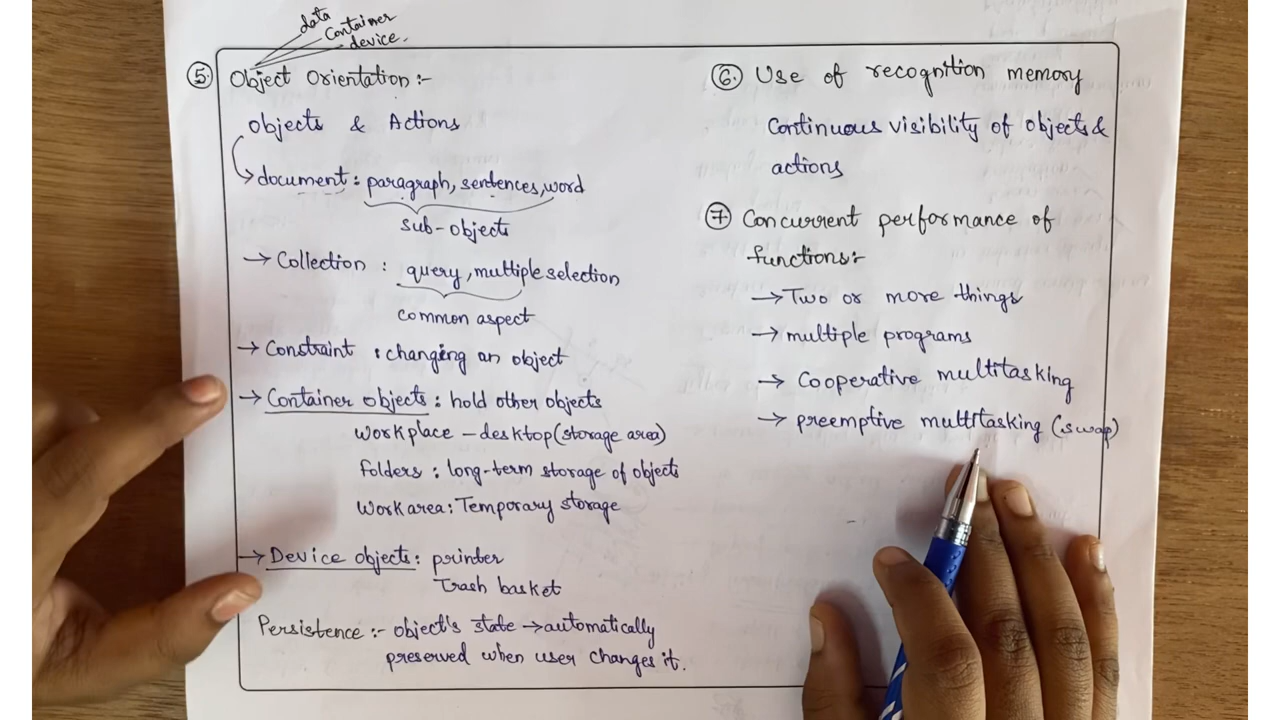 data
Container
device.
5. Object Orientation :-
Objects & Actions
document : paragraph, sentences, word
sub-objects
→ Collection : query, multiple selection
common aspect
→ Constraint : changing an object
→ Container objects : hold other objects
Workplace - desktop (storage area)
folders : long-term storage of objects
Work area : Temporary storage
→ Device objects : printer
Trash basket
Persistence :- object's state → automatically
preserved when user changes it.
6. Use of recognition memory
Continuous visibility of objects &
actions
7 Concurrent performance of
functions :-
→ Two or more things
→ multiple programs
→ Cooperative multitasking
→ preemptive multitasking (swap)